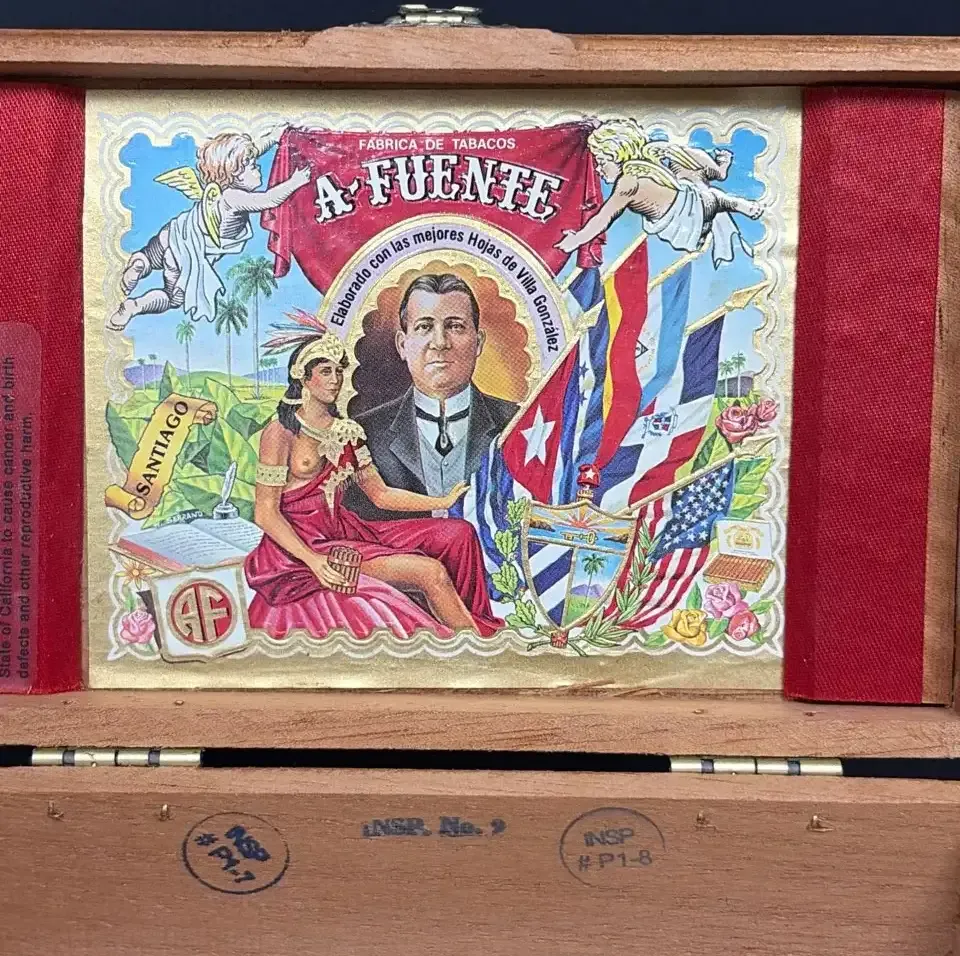 FABRICA DE TABACOS
A·FUENTE
Elaborado con las mejores Hojas de Villa González
SANTIAGO
AF
State of California to cause cancer and birth
defects and other reproductive harm.
INSP
# P1-7
INSP. No. 9
INSP
# P1-8